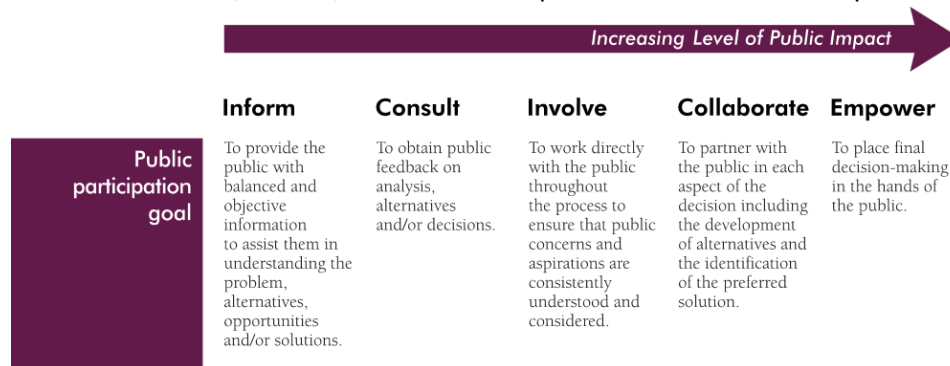 Increasing Level of Public Impact
Inform
Consult
Involve
Collaborate
Empower
Public
participation
goal
To provide the
public with
balanced and
objective
information
to assist them in
understanding the
problem,
alternatives,
opportunities
and/or solutions.
To obtain public
feedback on
analysis,
alternatives
and/or decisions.
To work directly
with the public
throughout
the process to
ensure that public
concerns and
aspirations are
consistently
understood and
considered.
To partner with
the public in each
aspect of the
decision including
the development
of alternatives and
the identification
of the preferred
solution.
To place final
decision-making
in the hands of
the public.